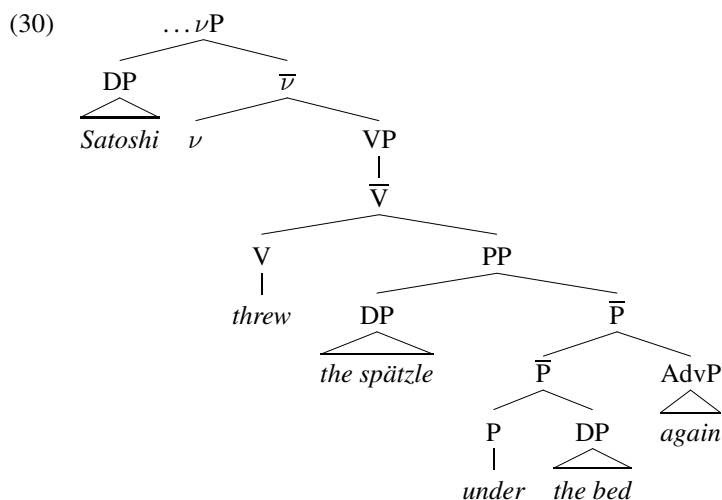 (30) ...νP
DP ν̅
Satoshi ν VP
V̅
V PP
threw DP P̅
the spätzle P̅ AdvP
P DP again
under the bed